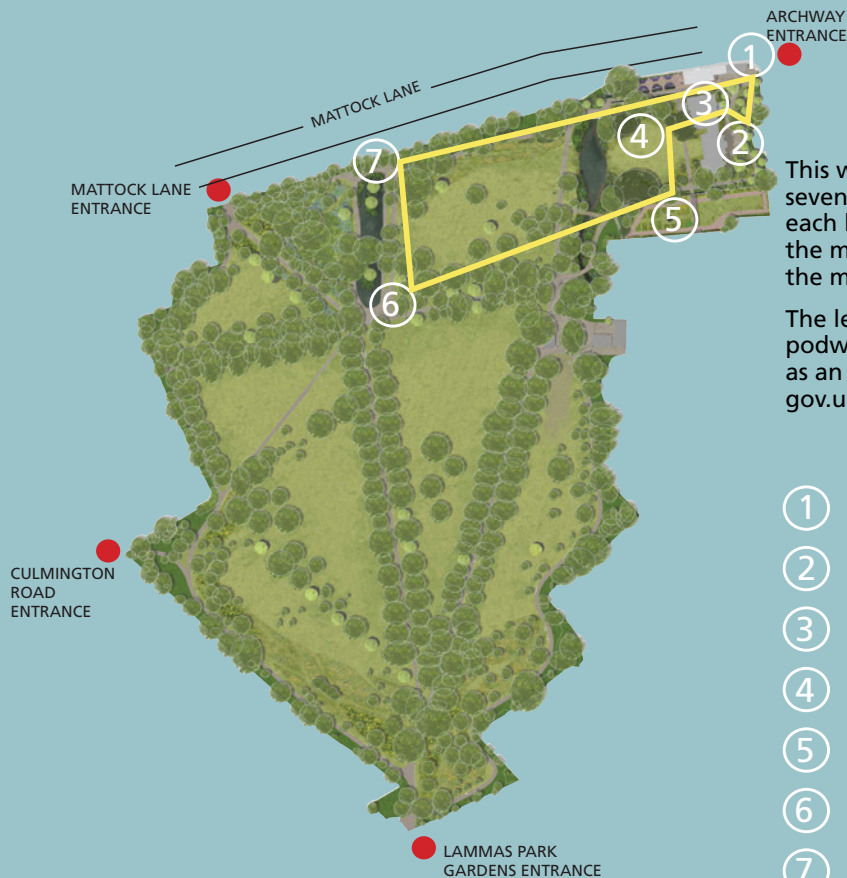 ARCHWAY
ENTRANCE
1
MATTOCK LANE
3
2
4
7
MATTOCK LANE
ENTRANCE
5
6
This w
seven
each
the m
the m
The le
podw
as an
gov.u
1
2
3
4
5
6
7
CULMINGTON
ROAD
ENTRANCE
LAMMAS PARK
GARDENS ENTRANCE